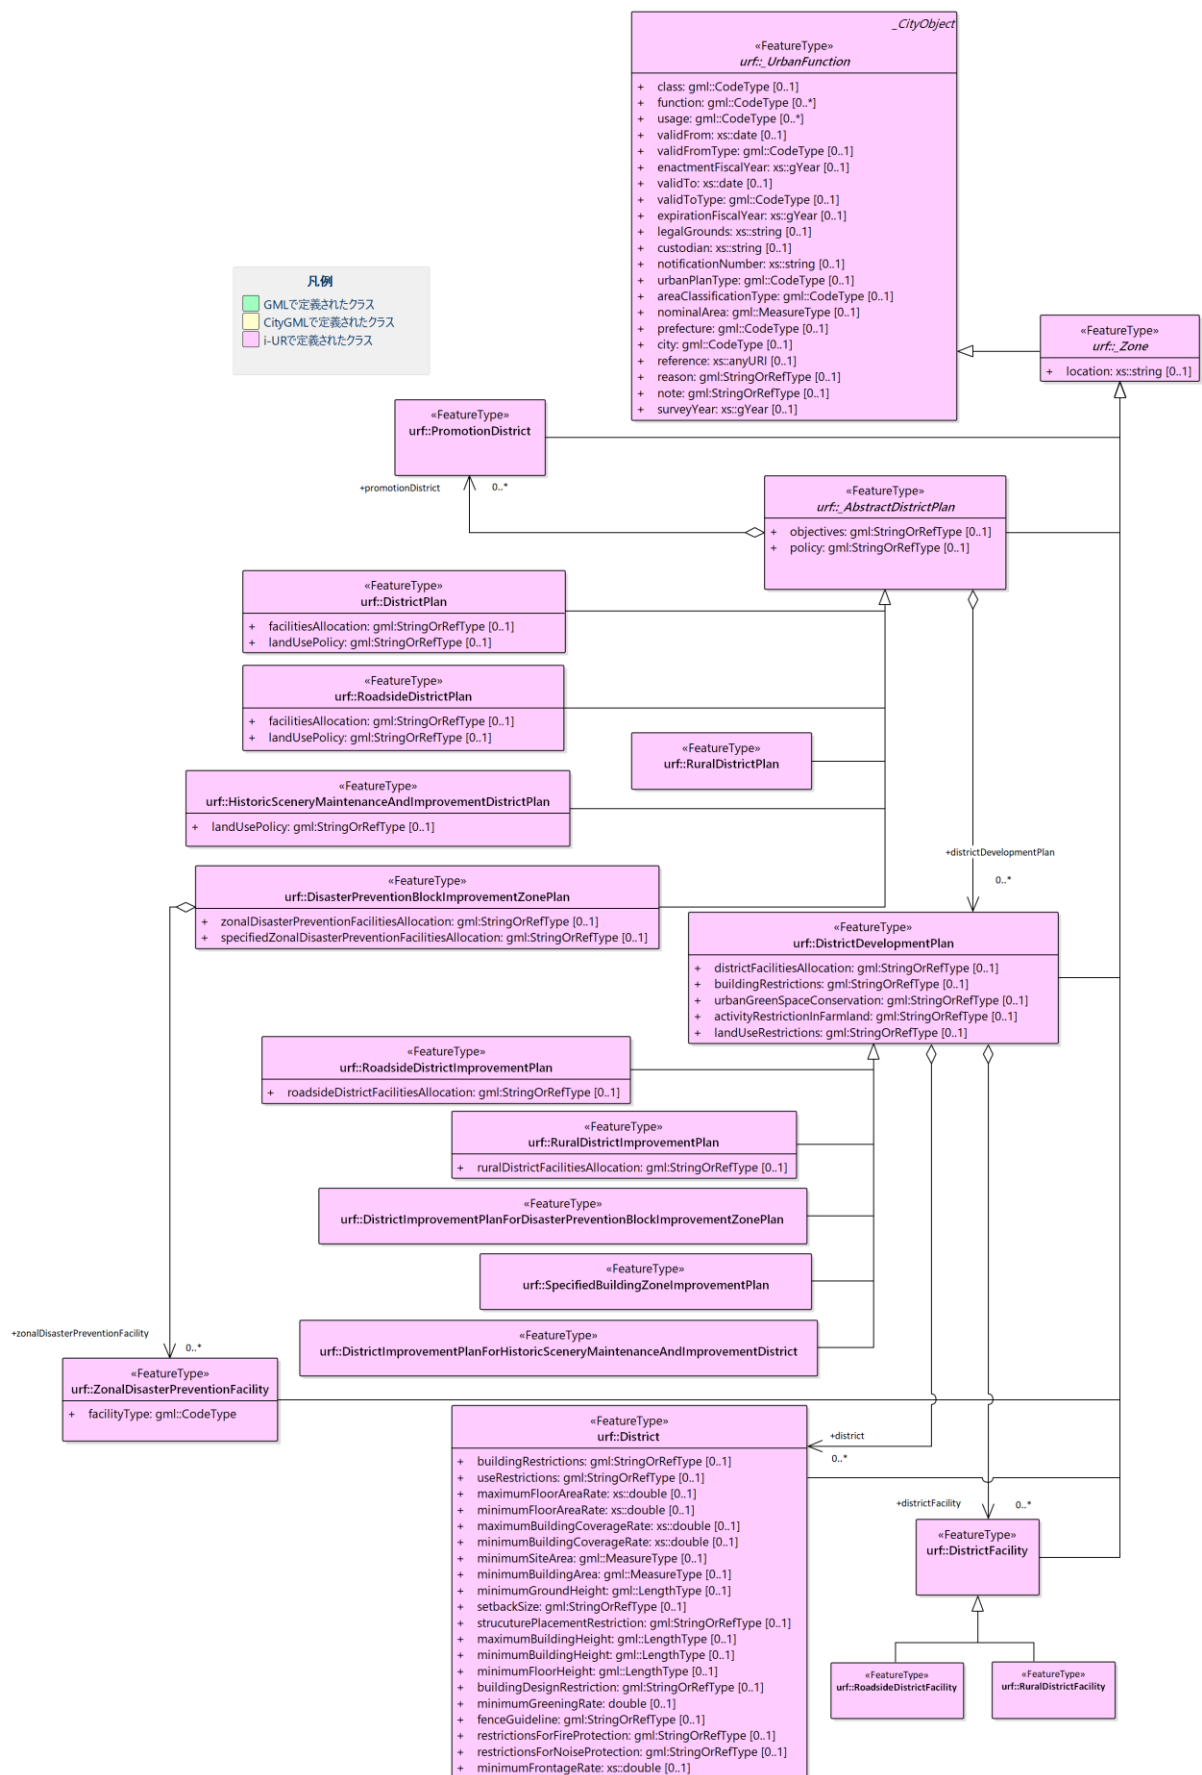 _CityObject
«FeatureType»
urf::_UrbanFunction
+ class: gml::CodeType [0..1]
+ function: gml::CodeType [0..*]
+ usage: gml::CodeType [0..*]
+ validFrom: xs::date [0..1]
+ validFromType: gml::CodeType [0..1]
+ enactmentFiscalYear: xs::gYear [0..1]
+ validTo: xs::date [0..1]
+ validToType: gml::CodeType [0..1]
+ expirationFiscalYear: xs::gYear [0..1]
+ legalGrounds: xs::string [0..1]
+ custodian: xs::string [0..1]
+ notificationNumber: xs::string [0..1]
+ urbanPlanType: gml::CodeType [0..1]
+ areaClassificationType: gml::CodeType [0..1]
+ nominalArea: gml::MeasureType [0..1]
+ prefecture: gml::CodeType [0..1]
+ city: gml::CodeType [0..1]
+ reference: xs::anyURI [0..1]
+ reason: gml:StringOrRefType [0..1]
+ note: gml:StringOrRefType [0..1]
+ surveyYear: xs::gYear [0..1]
凡例
GMLで定義されたクラス
CityGMLで定義されたクラス
i-URで定義されたクラス
«FeatureType»
urf::_Zone
+ location: xs::string [0..1]
«FeatureType»
urf::PromotionDistrict
+promotionDistrict
0..*
«FeatureType»
urf::_AbstractDistrictPlan
+ objectives: gml:StringOrRefType [0..1]
+ policy: gml:StringOrRefType [0..1]
«FeatureType»
urf::DistrictPlan
+ facilitiesAllocation: gml:StringOrRefType [0..1]
+ landUsePolicy: gml:StringOrRefType [0..1]
«FeatureType»
urf::RoadsideDistrictPlan
+ facilitiesAllocation: gml:StringOrRefType [0..1]
+ landUsePolicy: gml:StringOrRefType [0..1]
«FeatureType»
urf::RuralDistrictPlan
«FeatureType»
urf::HistoricSceneryMaintenanceAndImprovementDistrictPlan
+ landUsePolicy: gml:StringOrRefType [0..1]
+districtDevelopmentPlan
0..*
«FeatureType»
urf::DisasterPreventionBlockImprovementZonePlan
+ zonalDisasterPreventionFacilitiesAllocation: gml:StringOrRefType [0..1]
+ specifiedZonalDisasterPreventionFacilitiesAllocation: gml:StringOrRefType [0..1]
«FeatureType»
urf::DistrictDevelopmentPlan
+ districtFacilitiesAllocation: gml:StringOrRefType [0..1]
+ buildingRestrictions: gml:StringOrRefType [0..1]
+ urbanGreenSpaceConservation: gml:StringOrRefType [0..1]
+ activityRestrictionInFarmland: gml:StringOrRefType [0..1]
+ landUseRestrictions: gml:StringOrRefType [0..1]
«FeatureType»
urf::RoadsideDistrictImprovementPlan
+ roadsideDistrictFacilitiesAllocation: gml:StringOrRefType [0..1]
«FeatureType»
urf::RuralDistrictImprovementPlan
+ ruralDistrictFacilitiesAllocation: gml:StringOrRefType [0..1]
«FeatureType»
urf::DistrictImprovementPlanForDisasterPreventionBlockImprovementZonePlan
«FeatureType»
urf::SpecifiedBuildingZoneImprovementPlan
«FeatureType»
urf::DistrictImprovementPlanForHistoricSceneryMaintenanceAndImprovementDistrict
+zonalDisasterPreventionFacility
0..*
«FeatureType»
urf::ZonalDisasterPreventionFacility
+ facilityType: gml::CodeType
«FeatureType»
urf::District
+ buildingRestrictions: gml:StringOrRefType [0..1]
+ useRestrictions: gml:StringOrRefType [0..1]
+ maximumFloorAreaRate: xs::double [0..1]
+ minimumFloorAreaRate: xs::double [0..1]
+ maximumBuildingCoverageRate: xs::double [0..1]
+ minimumBuildingCoverageRate: xs::double [0..1]
+ minimumSiteArea: gml::MeasureType [0..1]
+ minimumBuildingArea: gml::MeasureType [0..1]
+ minimumGroundHeight: gml::LengthType [0..1]
+ setbackSize: gml:StringOrRefType [0..1]
+ strucuturePlacementRestriction: gml:StringOrRefType [0..1]
+ maximumBuildingHeight: gml::LengthType [0..1]
+ minimumBuildingHeight: gml::LengthType [0..1]
+ minimumFloorHeight: gml::LengthType [0..1]
+ buildingDesignRestriction: gml:StringOrRefType [0..1]
+ minimumGreeningRate: double [0..1]
+ fenceGuideline: gml:StringOrRefType [0..1]
+ restrictionsForFireProtection: gml:StringOrRefType [0..1]
+ restrictionsForNoiseProtection: gml:StringOrRefType [0..1]
+ minimumFrontageRate: xs::double [0..1]
+district
0..*
+districtFacility
0..*
«FeatureType»
urf::DistrictFacility
«FeatureType»
urf::RoadsideDistrictFacility
«FeatureType»
urf::RuralDistrictFacility